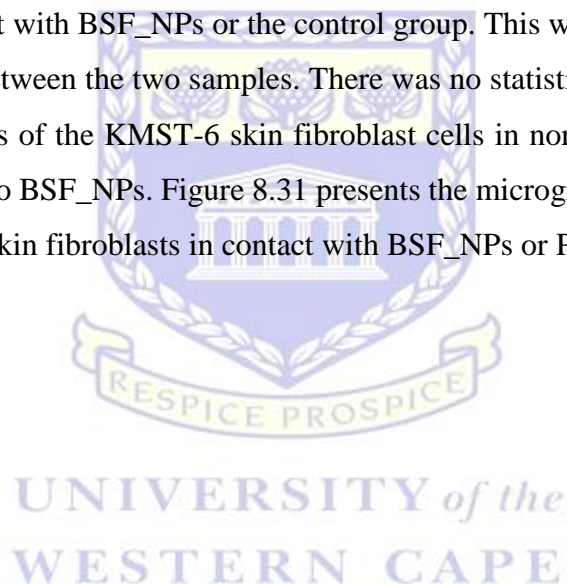 t with BSF_NPs or the control group. This w
etween the two samples. There was no statisti
s of the KMST-6 skin fibroblast cells in nor
o BSF_NPs. Figure 8.31 presents the microg
kin fibroblasts in contact with BSF_NPs or P
RESPICE PROSPICE
UNIVERSITY of the
WESTERN CAPE